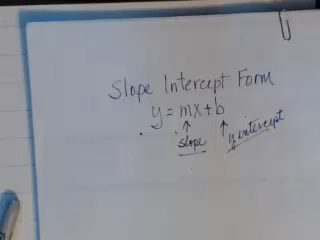 Slope Intercept Form
y = mx + b
slope
y intercept